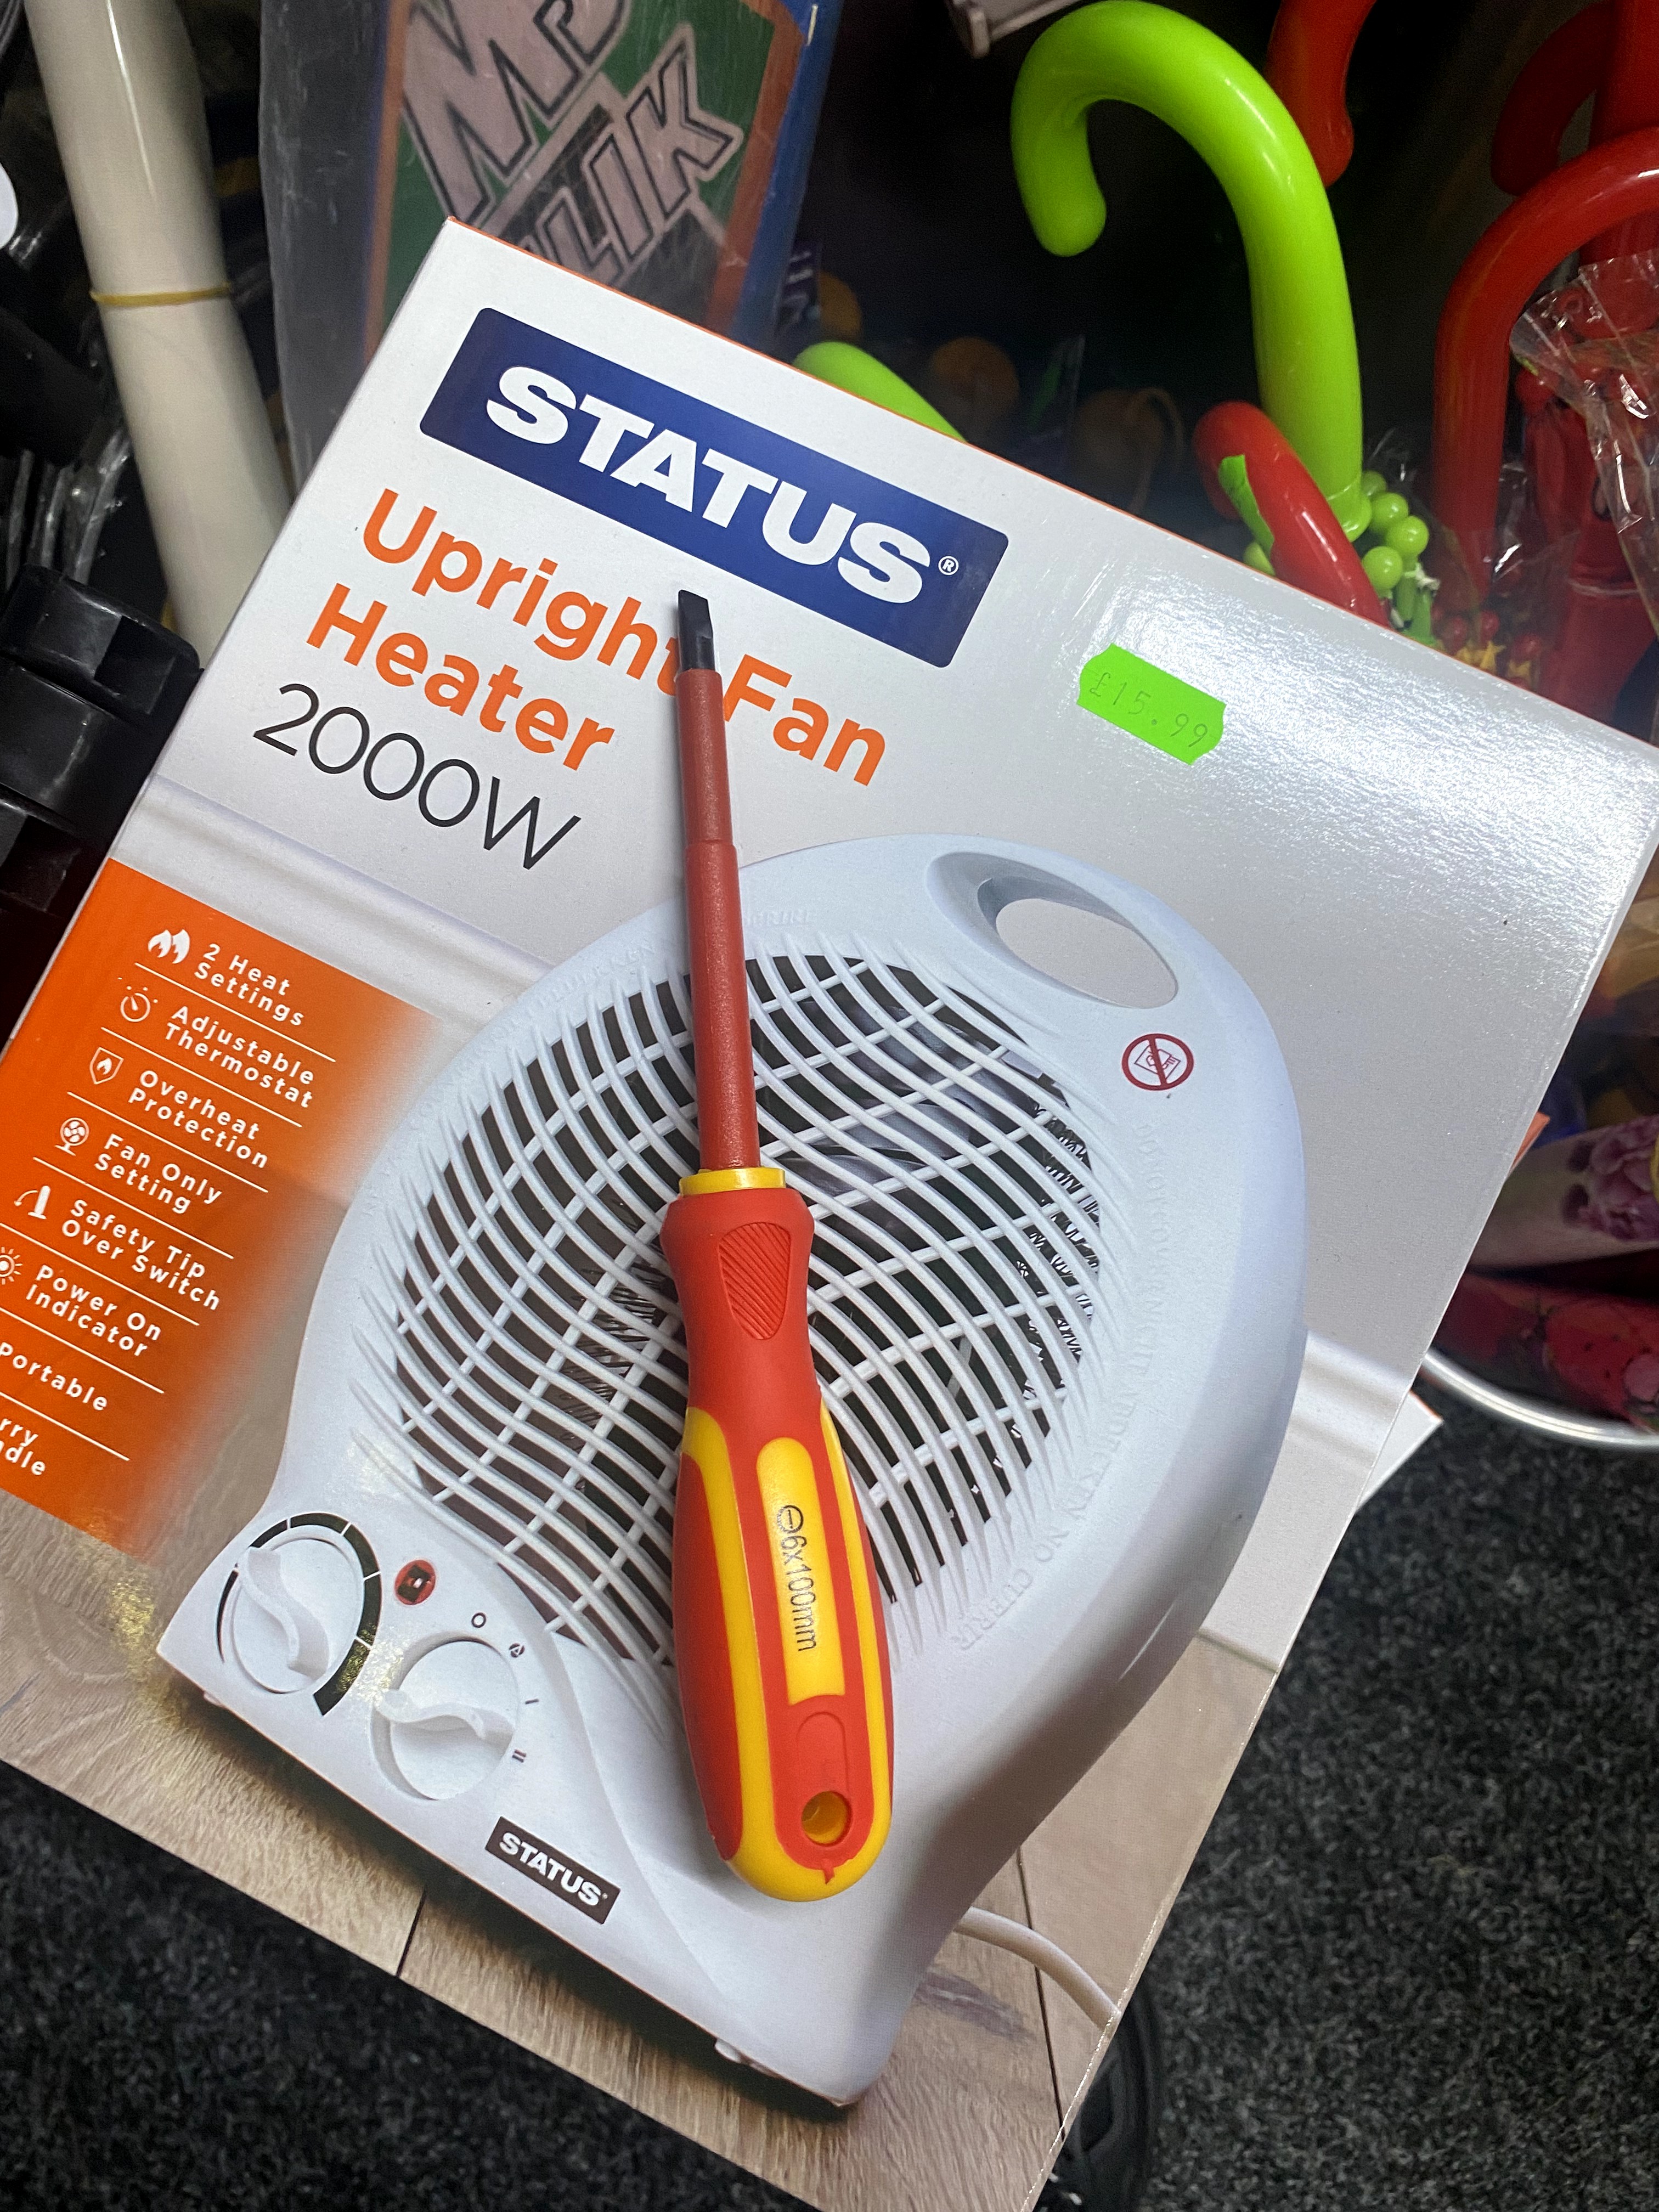 STATUS®
Upright Fan
Heater
2000W
2 Heat
Settings
Adjustable
Thermostat
Overheat
Protection
Fan Only
Setting
Safety Tip
Over Switch
Power On
Indicator
Portable
STATUS
O
I
II
6x100mm
£15.99